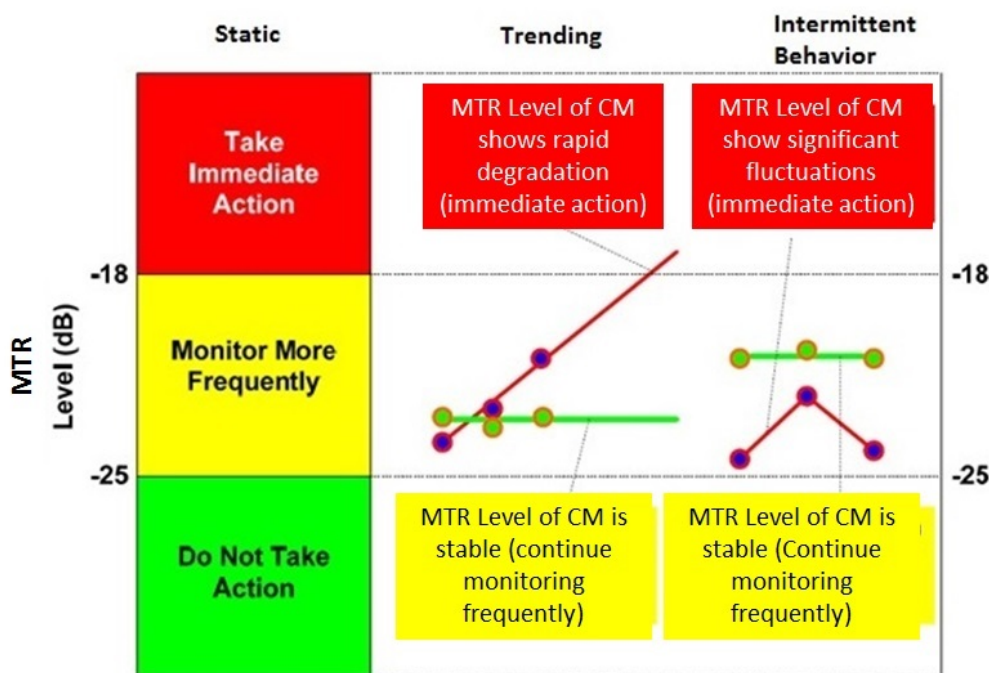 Static
Trending
Intermittent
Behavior
MTR Level of CM
shows rapid
degradation
(immediate action)
MTR Level of CM
show significant
fluctuations
(immediate action)
Take
Immediate
Action
-18
-18
MTR
Level (dB)
Monitor More
Frequently
-25
-25
MTR Level of CM is
stable (continue
monitoring
frequently)
MTR Level of CM is
stable (Continue
monitoring
frequently)
Do Not Take
Action